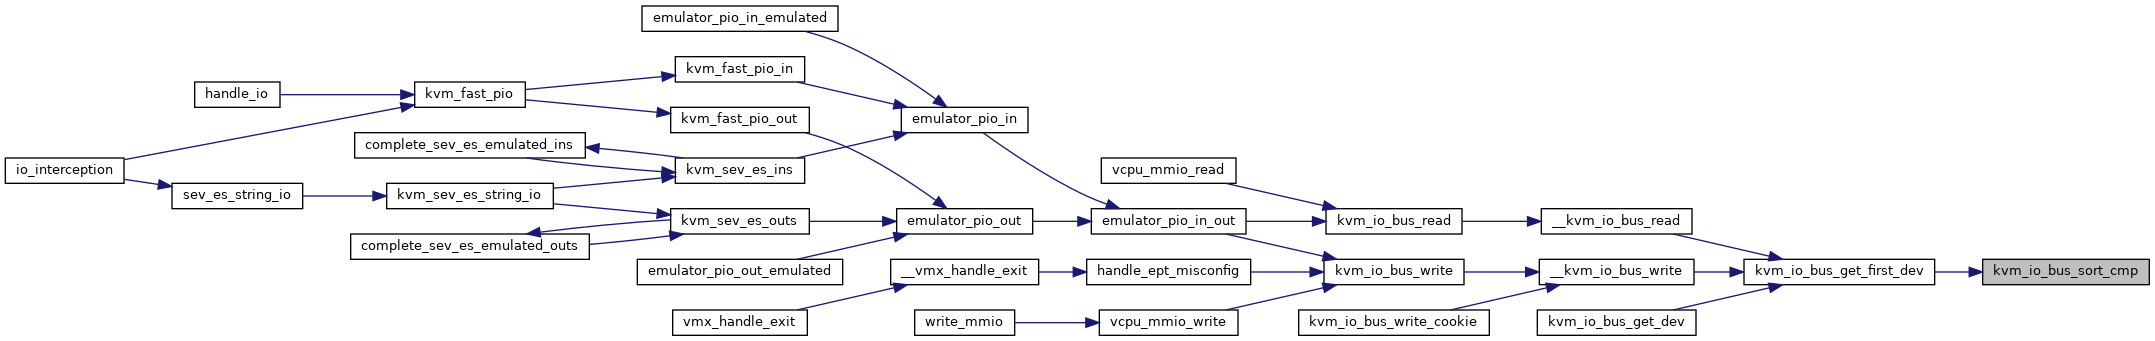 emulator_pio_in_emulated
kvm_fast_pio_in
handle_io
kvm_fast_pio
kvm_fast_pio_out
emulator_pio_in
complete_sev_es_emulated_ins
io_interception
kvm_sev_es_ins
vcpu_mmio_read
sev_es_string_io
kvm_sev_es_string_io
kvm_sev_es_outs
emulator_pio_out
emulator_pio_in_out
kvm_io_bus_read
__kvm_io_bus_read
complete_sev_es_emulated_outs
emulator_pio_out_emulated
__vmx_handle_exit
handle_ept_misconfig
kvm_io_bus_write
__kvm_io_bus_write
kvm_io_bus_get_first_dev
kvm_io_bus_sort_cmp
vmx_handle_exit
write_mmio
vcpu_mmio_write
kvm_io_bus_write_cookie
kvm_io_bus_get_dev